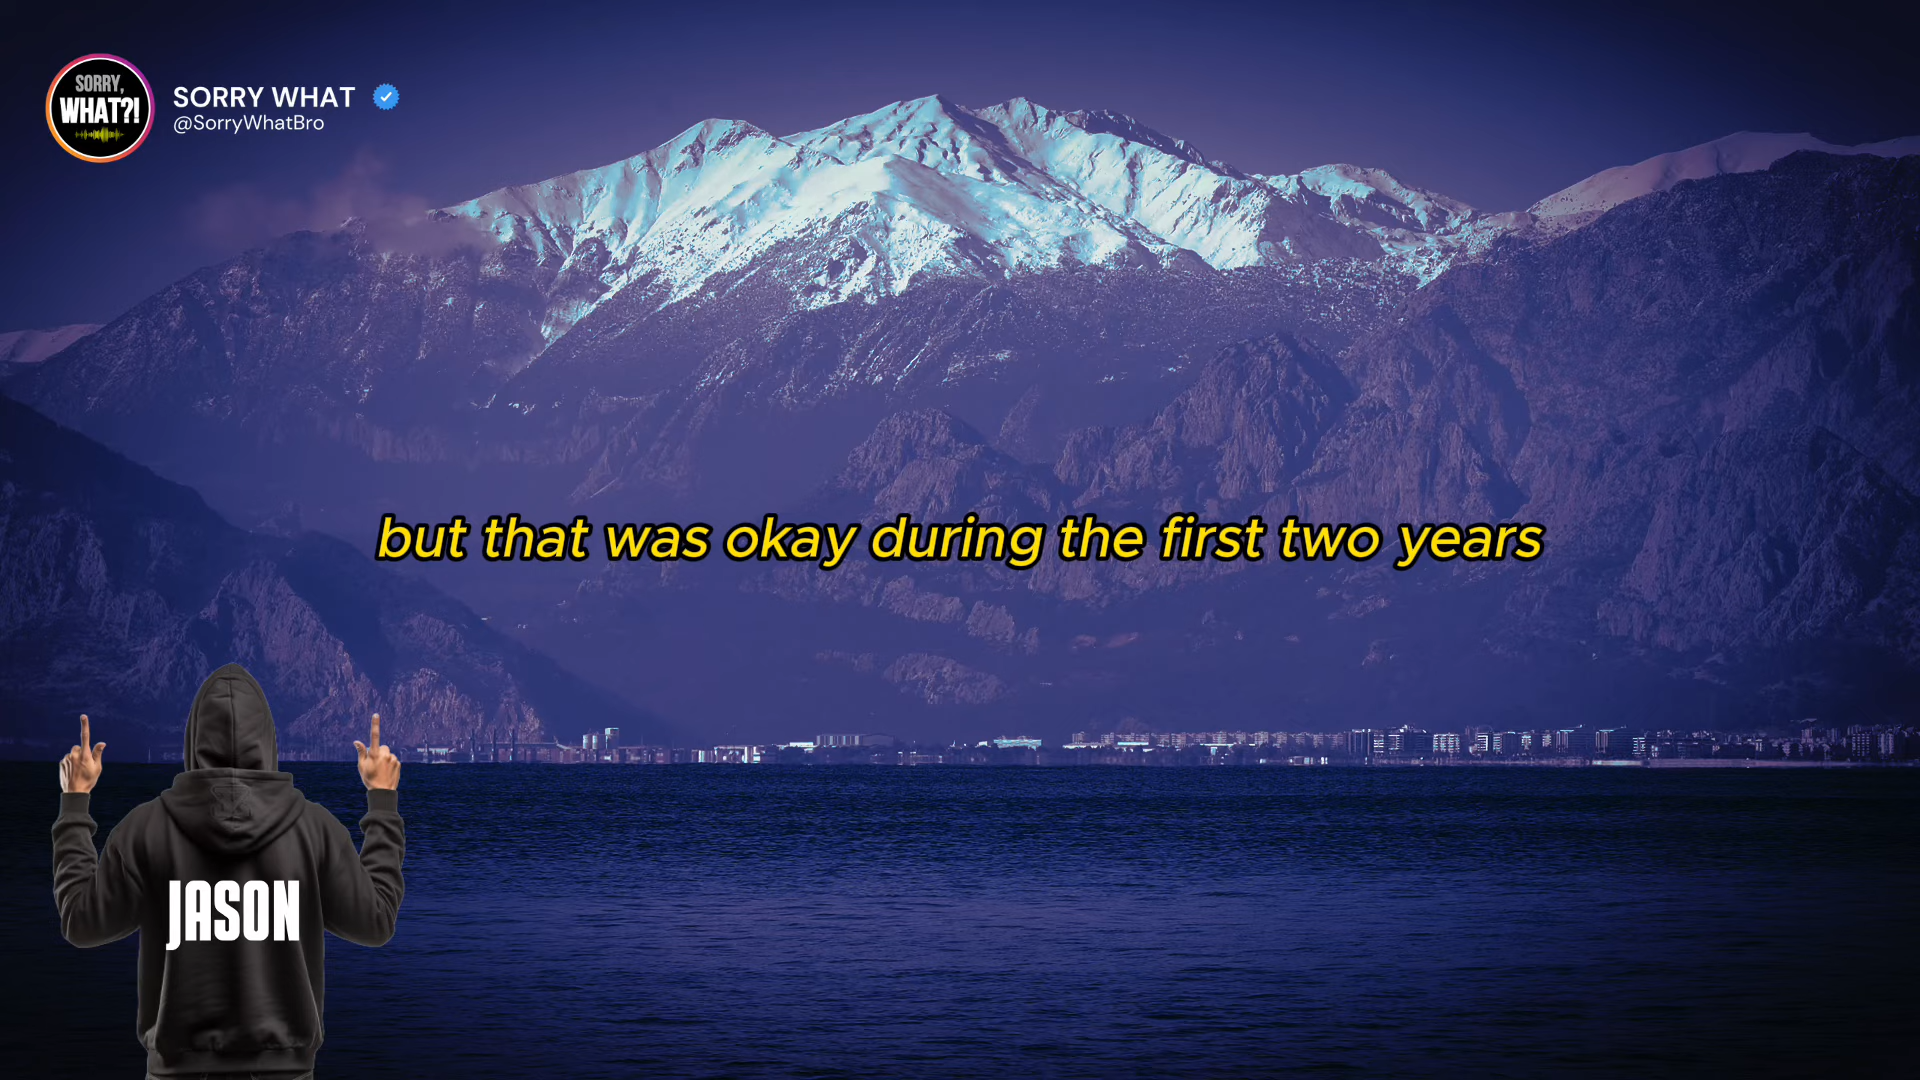 SORRY,
WHAT?!
SORRY WHAT
@SorryWhatBro
but that was okay during the first two years
JASON